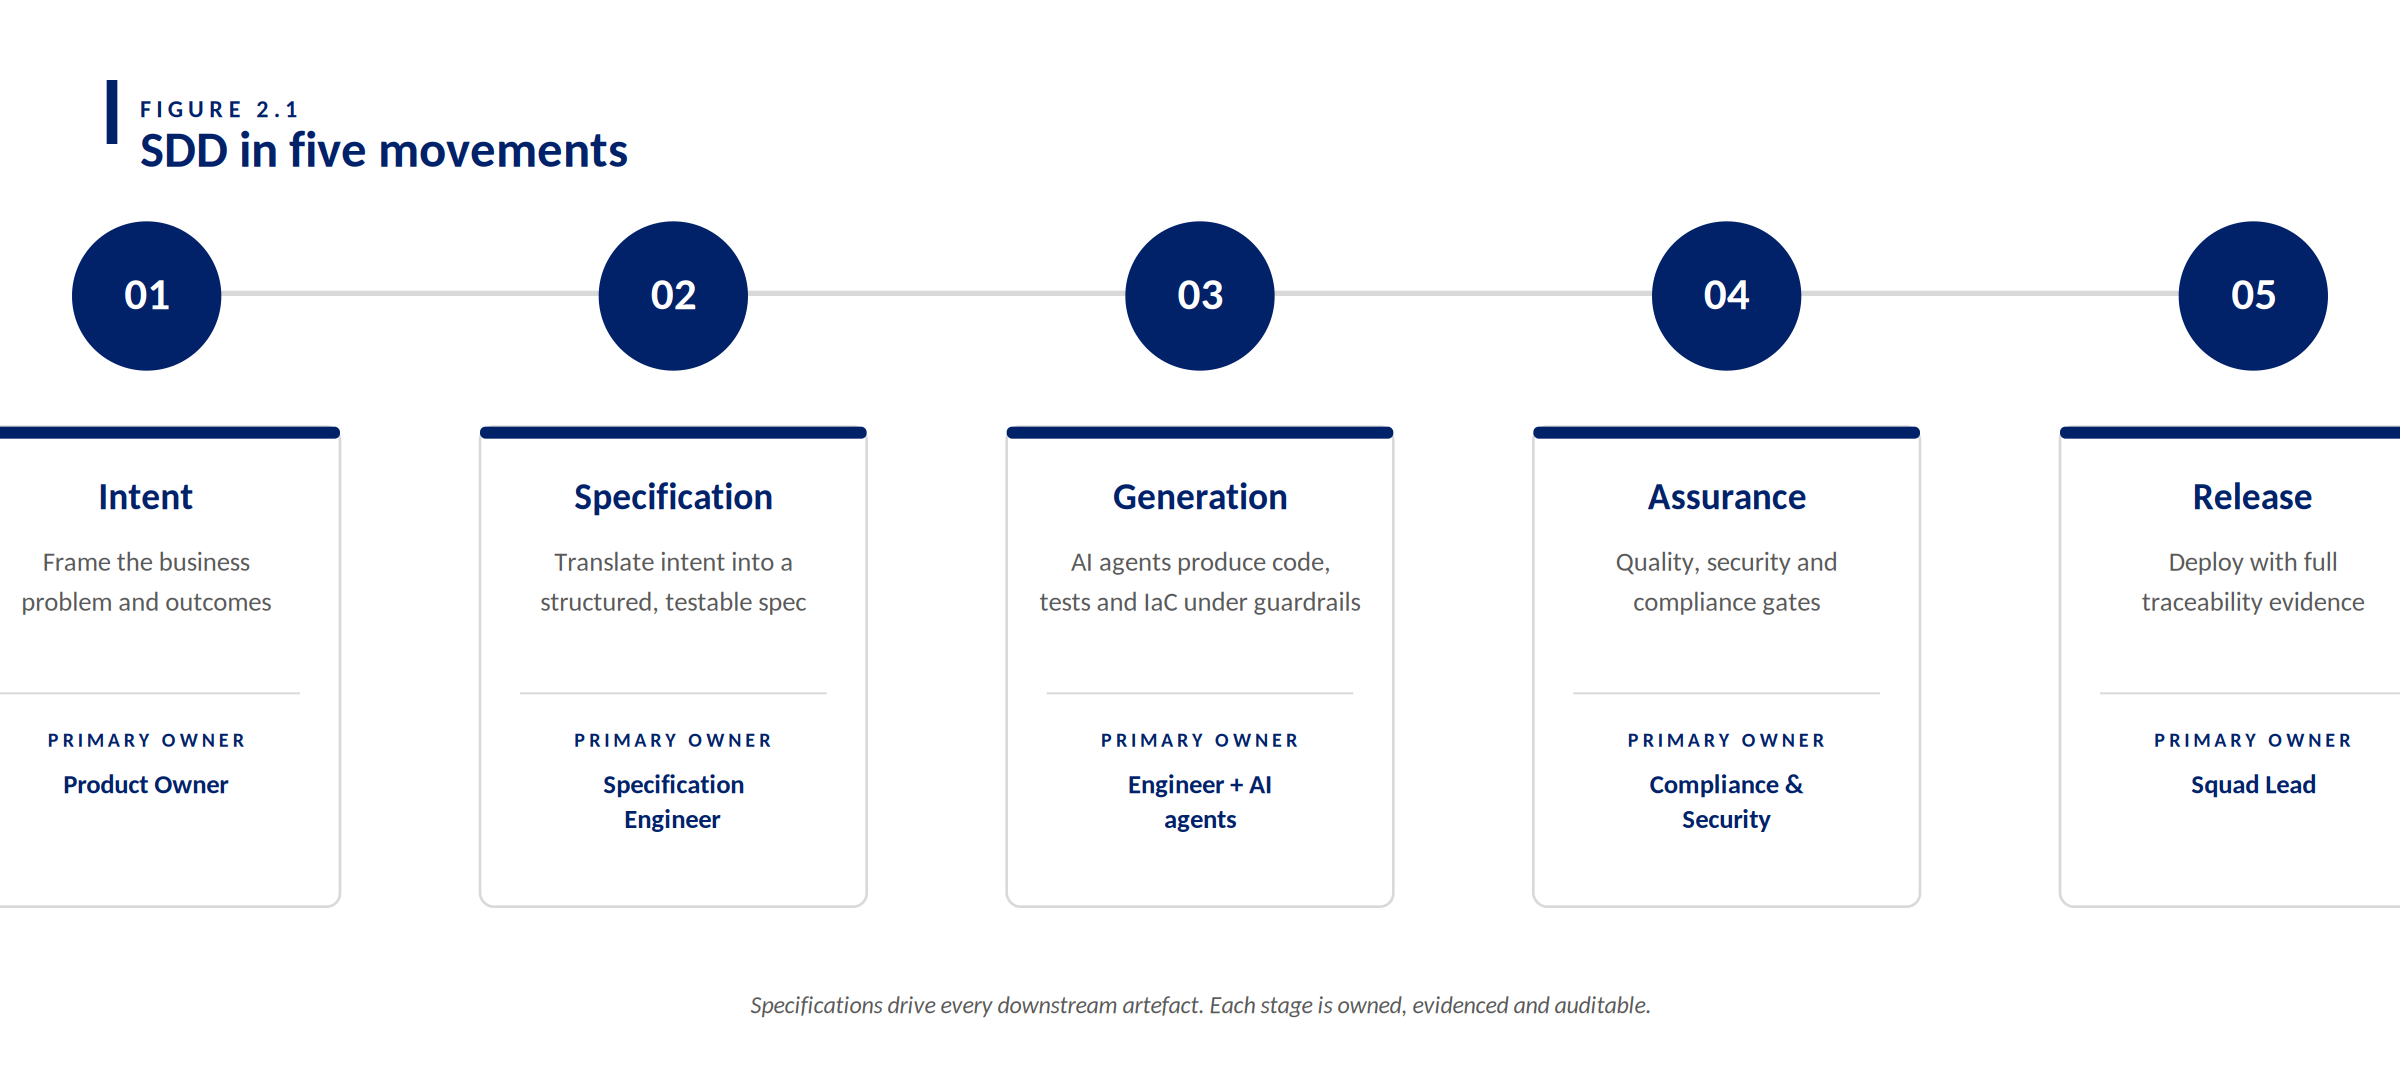 FIGURE 2.1
SDD in five movements
01
02
03
04
05
Intent
Frame the business
problem and outcomes
PRIMARY OWNER
Product Owner
Specification
Translate intent into a
structured, testable spec
PRIMARY OWNER
Specification
Engineer
Generation
AI agents produce code,
tests and IaC under guardrails
PRIMARY OWNER
Engineer + AI
agents
Assurance
Quality, security and
compliance gates
PRIMARY OWNER
Compliance &
Security
Release
Deploy with full
traceability evidence
PRIMARY OWNER
Squad Lead
Specifications drive every downstream artefact. Each stage is owned, evidenced and auditable.